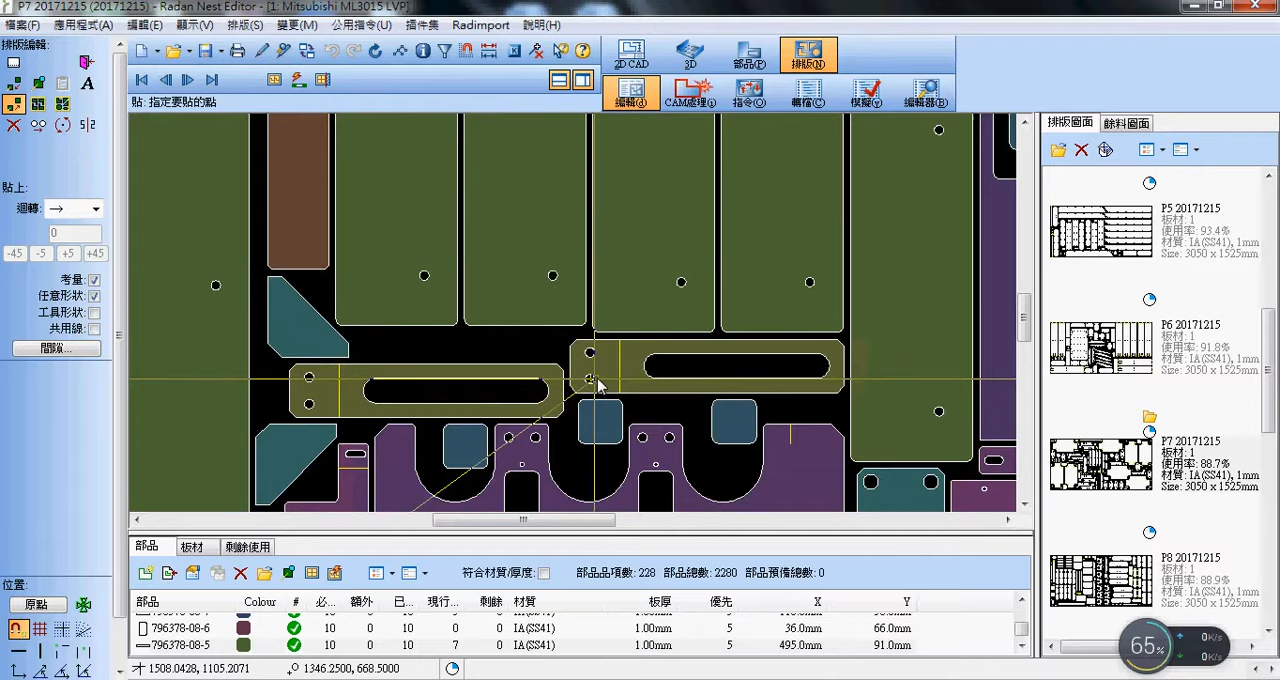 P7 20171215 (20171215) - Radan Nest Editor - [1: Mitsubishi ML3015 LVP]
檔案(F) 應用程式(A) 編輯(E) 顯示(V) 排版(S) 變更(M) 公用指令(U) 插件集 Radimport 說明(H)
排版編輯:
2D CAD 3D 部品(P) 排版(N)
編輯(d) CAM處理(i) 指令(O) 轉檔(C) 模擬(Y) 編輯器(B)
貼: 指定要貼的點
貼上:
迴轉:
0
-45 -5 +5 +45
考量:
任意形狀:
工具形狀:
共用線:
間隙...
位置:
原點
排版圖面 餘料圖面
P5 20171215
板材: 1
使用率: 93.4%
材質: IA(SS41), 1mm
Size: 3050 x 1525mm
P6 20171215
板材: 1
使用率: 91.8%
材質: IA(SS41), 1mm
Size: 3050 x 1525mm
P7 20171215
板材: 1
使用率: 88.7%
材質: IA(SS41), 1mm
Size: 3050 x 1525mm
P8 20171215
板材: 1
使用率: 88.9%
材質: IA(SS41), 1mm
Size: 3050 x 1525mm
部品 板材 剩餘使用
符合材質/厚度: 部品品項數: 228 部品總數: 2280 部品預備總數: 0
部品 Colour # 必... 額外 已... 現行... 剩餘 材質 板厚 優先 X Y
796378-08-6 10 0 10 0 IA(SS41) 1.00mm 5 36.0mm 66.0mm
796378-08-5 10 0 10 7 0 IA(SS41) 1.00mm 5 495.0mm 91.0mm
1508.0428, 1105.2071 1346.2500, 668.5000
65% 0K/s
0K/s